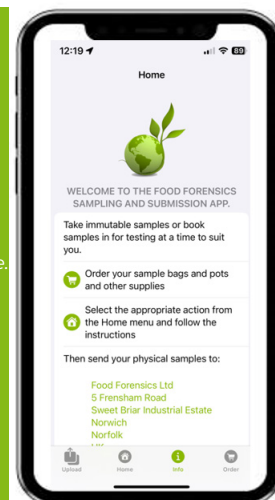 12:19
89
Home
WELCOME TO THE FOOD FORENSICS
SAMPLING AND SUBMISSION APP.
Take immutable samples or book
samples in for testing at a time to suit
you.
Order your sample bags and pots
and other supplies
Select the appropriate action from
the Home menu and follow the
instructions
Then send your physical samples to:
Food Forensics Ltd
5 Frensham Road
Sweet Briar Industrial Estate
Norwich
Norfolk
Upload Home Info Order